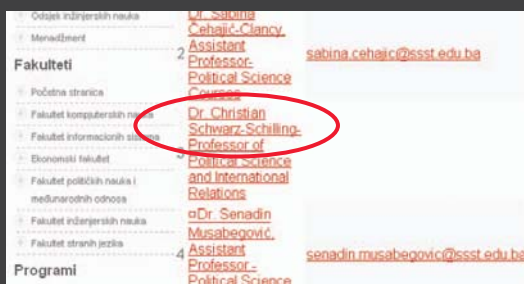 Odsjek inžinjerskih nauka
Menadžment
Fakulteti
Početna stranica
Fakultet kompjuterskih nauka
Fakultet informacionih sistema
Ekonomski fakultet
Fakultet političkih nauka i
međunarodnih odnosa
Fakultet inžinjerskih nauka
Fakultet stranih jezika
Programi
2
Dr. Sabina
Čehajić-Clancy,
Assistant
Professor-
Political Science
Courses
sabina.cehajic@ssst.edu.ba
3
Dr. Christian
Schwarz-Schilling-
Professor of
Political Science
and International
Relations
4
¤Dr. Senadin
Musabegović,
Assistant
Professor -
Political Science
senadin.musabegovic@ssst.edu.ba